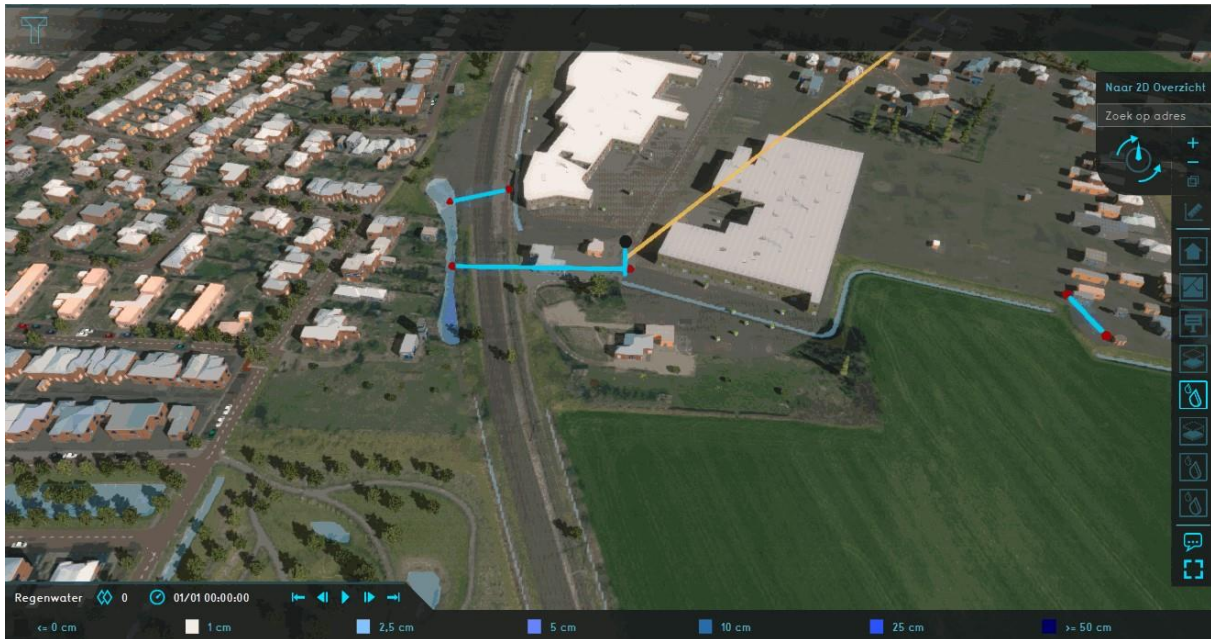 Naar 2D Overzicht
Zoek op adres
Regenwater 0 01/01 00:00:00
<= 0 cm 1 cm 2,5 cm 5 cm 10 cm 25 cm >= 50 cm